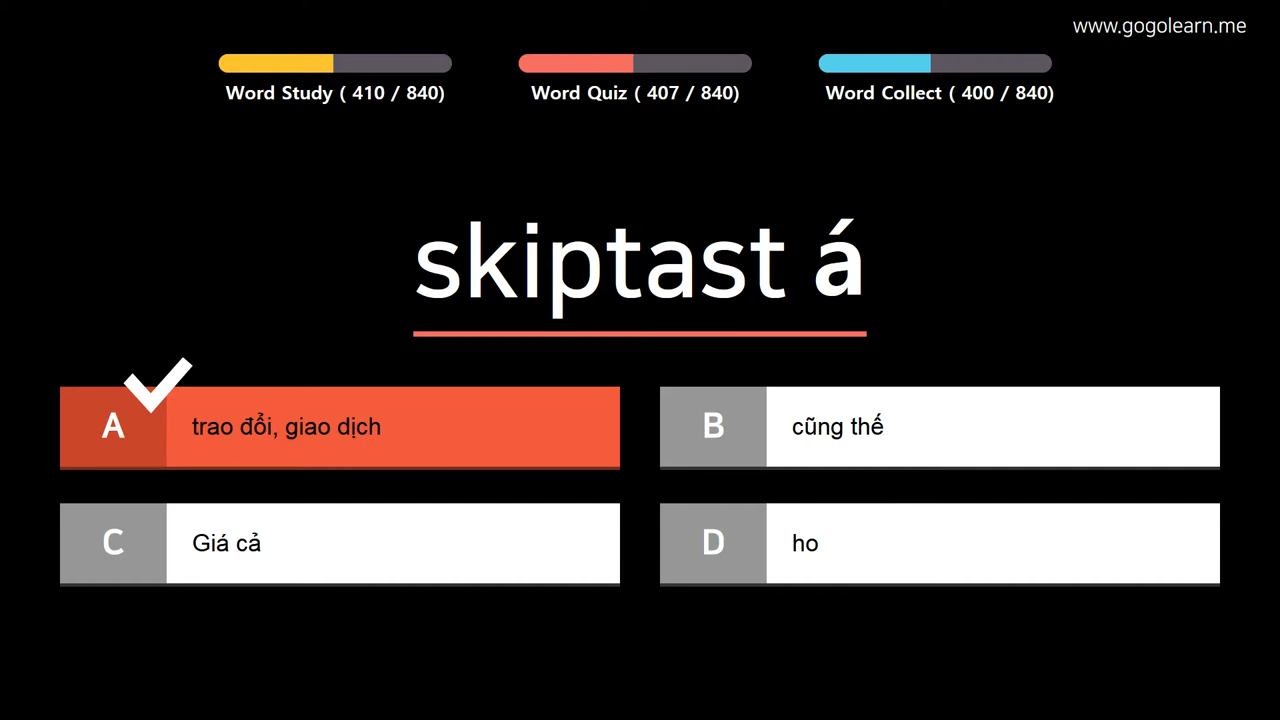 www.gogolearn.me
Word Study ( 410 / 840)
Word Quiz ( 407 / 840)
Word Collect ( 400 / 840)
skiptast á
A trao đổi, giao dịch
B cũng thế
C Giá cả
D ho